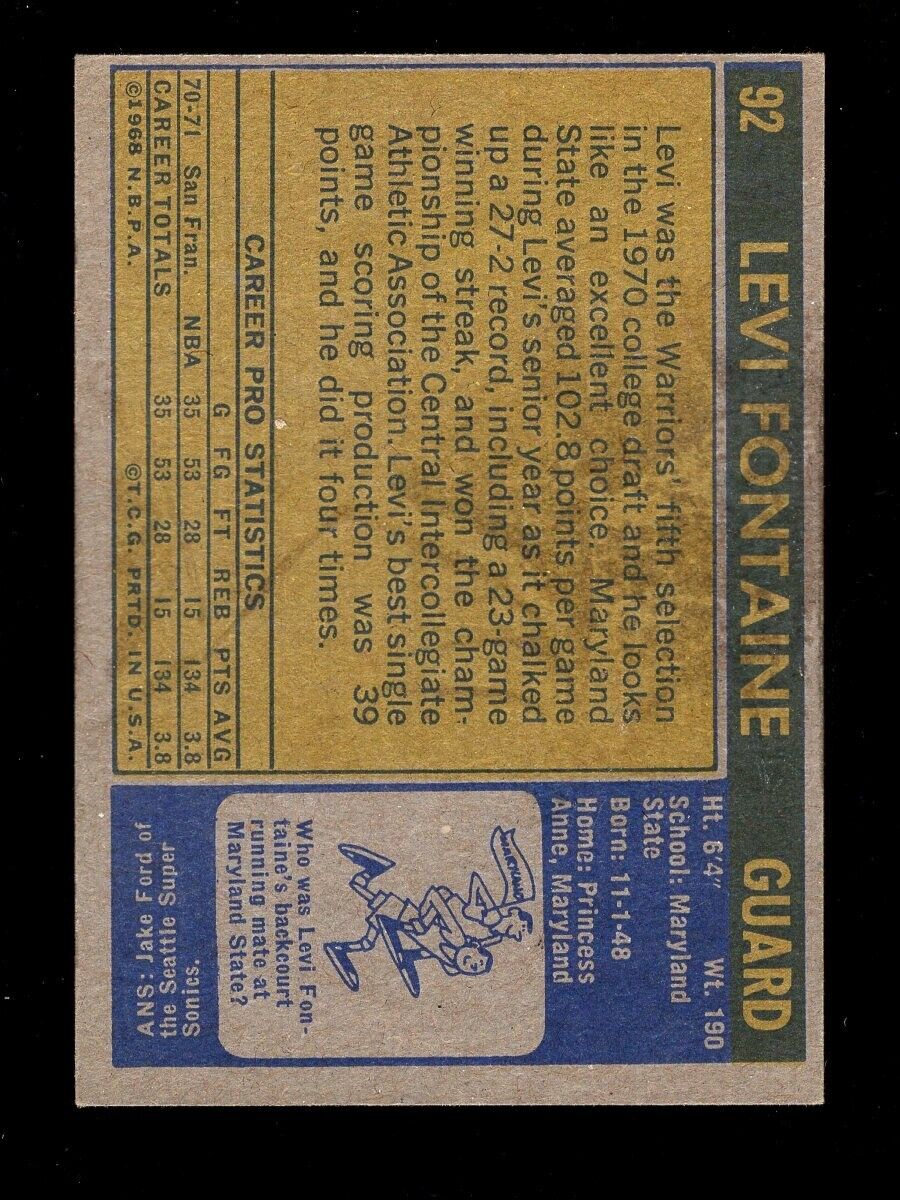 92 LEVI FONTAINE GUARD
Levi was the Warriors' fifth selection
in the 1970 college draft and he looks
like an excellent choice. Maryland
State averaged 102.8 points per game
during Levi's senior year as it chalked
up a 27-2 record, including a 23-game
winning streak, and won the cham-
pionship of the Central Intercollegiate
Athletic Association. Levi's best single
game scoring production was 39
points, and he did it four times.
CAREER PRO STATISTICS
G FG FT REB PTS AVG
70-71 San Fran. NBA 35 53 28 15 134 3.8
CAREER TOTALS 35 53 28 15 134 3.8
©1968 N.B.P.A. ©T.C.G. PRTD. IN U.S.A.
Ht. 6'4" Wt. 190
School: Maryland
State
Born: 11-1-48
Home: Princess
Anne, Maryland
MARYLAND
Who was Levi Fon-
taine's backcourt
running mate at
Maryland State?
ANS: Jake Ford of
the Seattle Super
Sonics.